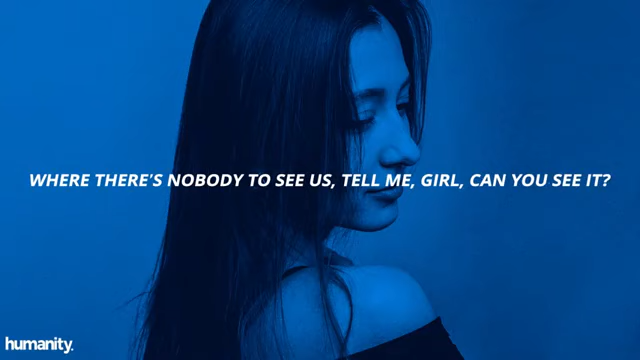 WHERE THERE'S NOBODY TO SEE US, TELL ME, GIRL, CAN YOU SEE IT?
humanity.